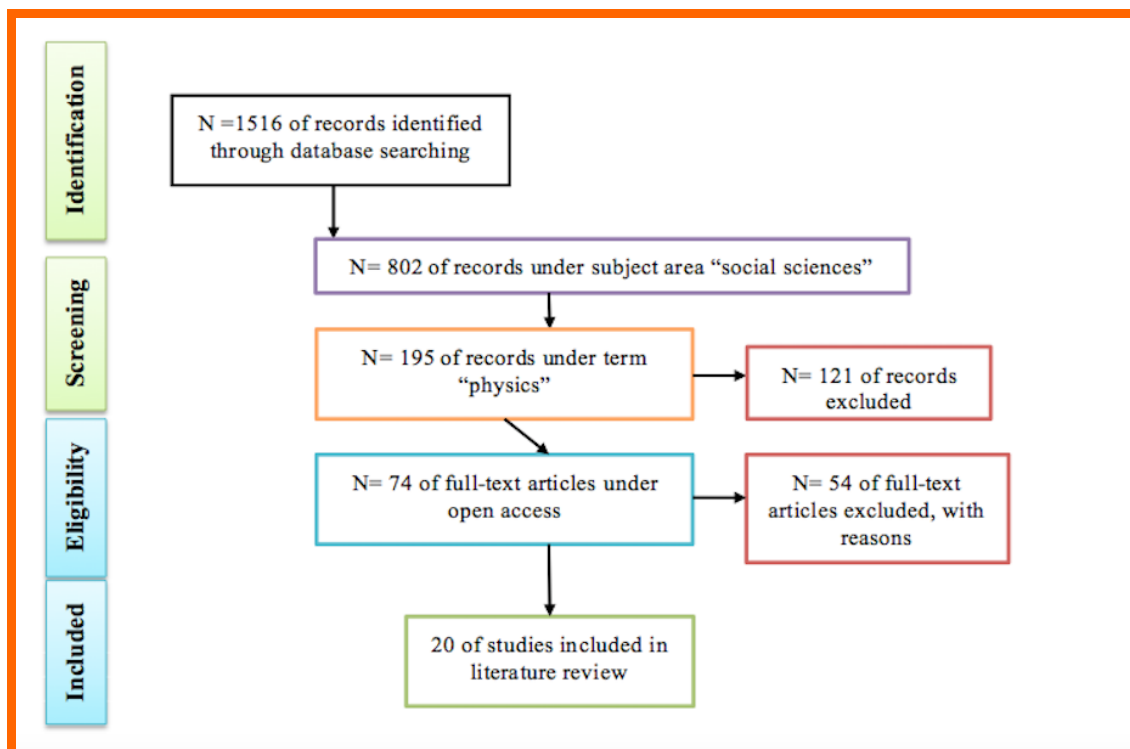 Identification
N =1516 of records identified
through database searching
N= 802 of records under subject area “social sciences”
Screening
N= 195 of records under term
“physics”
N= 121 of records
excluded
Eligibility
N= 74 of full-text articles under
open access
N= 54 of full-text
articles excluded, with
reasons
Included
20 of studies included in
literature review